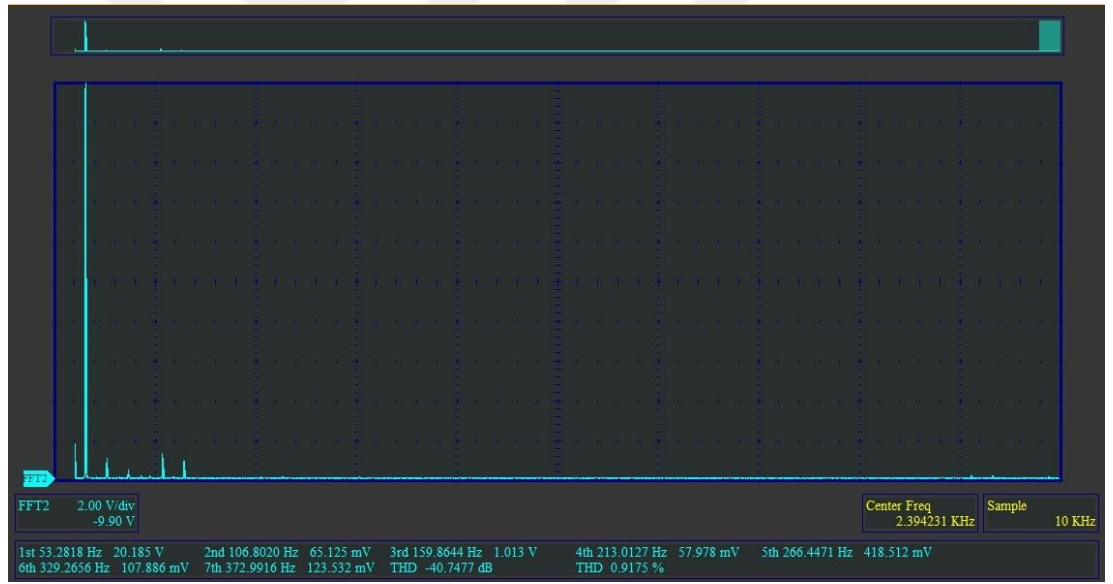 FFT2
FFT2 2.00 V/div
-9.90 V
Center Freq
2.394231 KHz
Sample
10 KHz
1st 53.2818 Hz 20.185 V 2nd 106.8020 Hz 65.125 mV 3rd 159.8644 Hz 1.013 V 4th 213.0127 Hz 57.978 mV 5th 266.4471 Hz 418.512 mV
6th 329.2656 Hz 107.886 mV 7th 372.9916 Hz 123.532 mV THD -40.7477 dB THD 0.9175 %